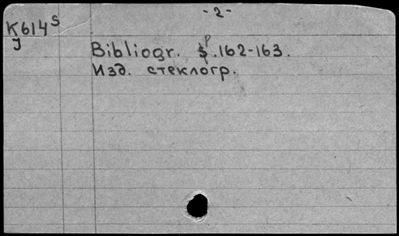 - 2 -
K614s
J
Bibliogr. p.162-163.
Изд. стеклогр.